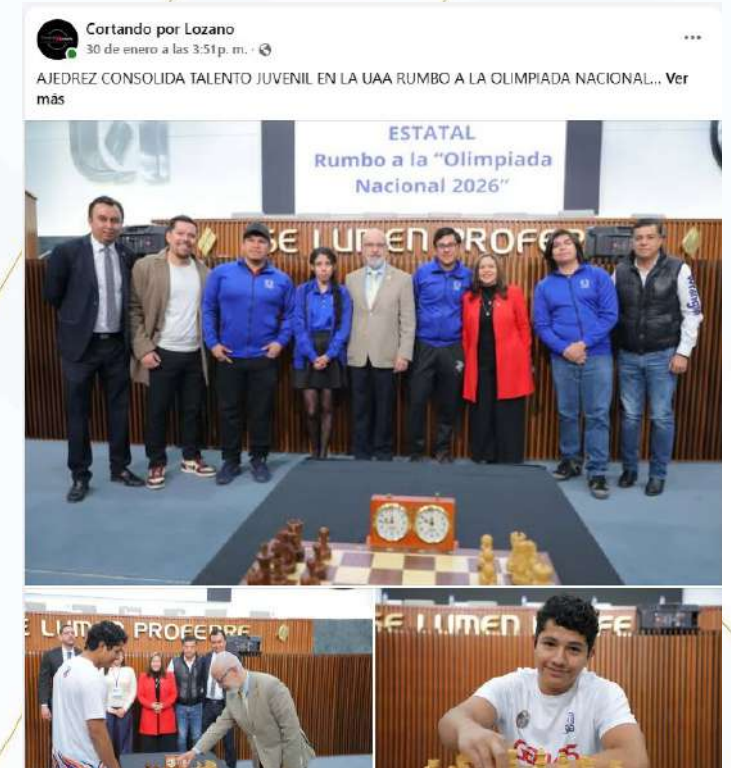 Cortando por Lozano
30 de enero a las 3:51 p. m. ·
AJEDREZ CONSOLIDA TALENTO JUVENIL EN LA UAA RUMBO A LA OLIMPIADA NACIONAL... Ver
más
ESTATAL
Rumbo a la "Olimpiada
Nacional 2026"
SE LUMEN PROFER
E LUMEN PROFERRE
SE LUMEN FE